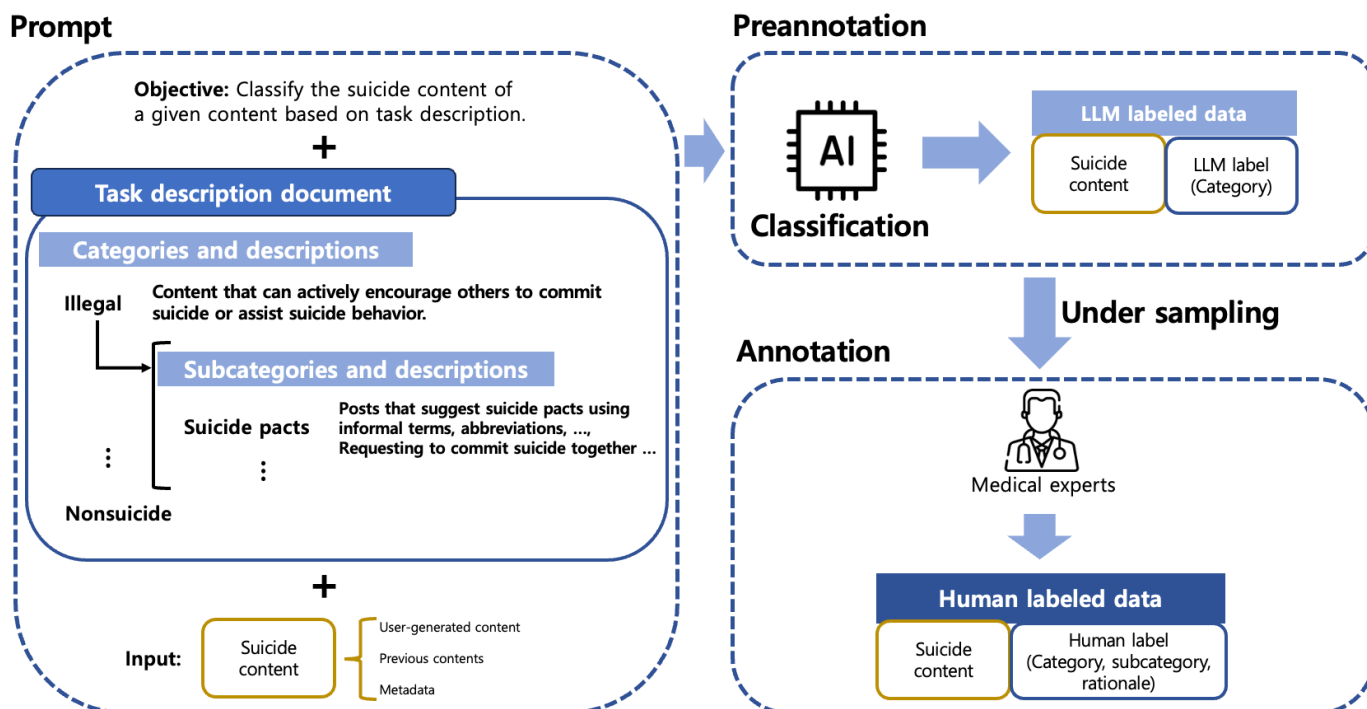 Prompt
Objective: Classify the suicide content of
a given content based on task description.
+
Task description document
Categories and descriptions
Illegal
Content that can actively encourage others to commit
suicide or assist suicide behavior.
Subcategories and descriptions
Suicide pacts
Posts that suggest suicide pacts using
informal terms, abbreviations, ...,
Requesting to commit suicide together ...
⋮
⋮
Nonsuicide
+
Input:
Suicide
content
User-generated content
Previous contents
Metadata
Preannotation
AI
Classification
LLM labeled data
Suicide
content
LLM label
(Category)
Under sampling
Annotation
Medical experts
Human labeled data
Suicide
content
Human label
(Category, subcategory,
rationale)